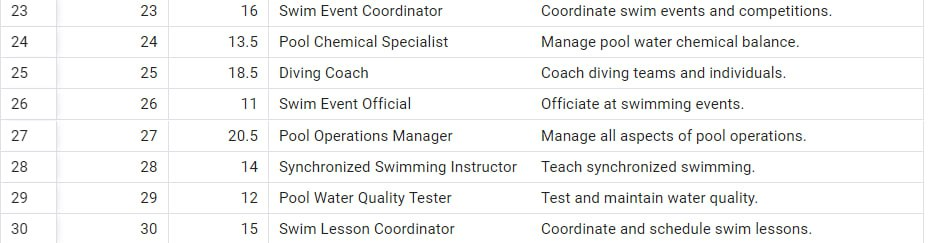 23 23 16 Swim Event Coordinator Coordinate swim events and competitions.
24 24 13.5 Pool Chemical Specialist Manage pool water chemical balance.
25 25 18.5 Diving Coach Coach diving teams and individuals.
26 26 11 Swim Event Official Officiate at swimming events.
27 27 20.5 Pool Operations Manager Manage all aspects of pool operations.
28 28 14 Synchronized Swimming Instructor Teach synchronized swimming.
29 29 12 Pool Water Quality Tester Test and maintain water quality.
30 30 15 Swim Lesson Coordinator Coordinate and schedule swim lessons.